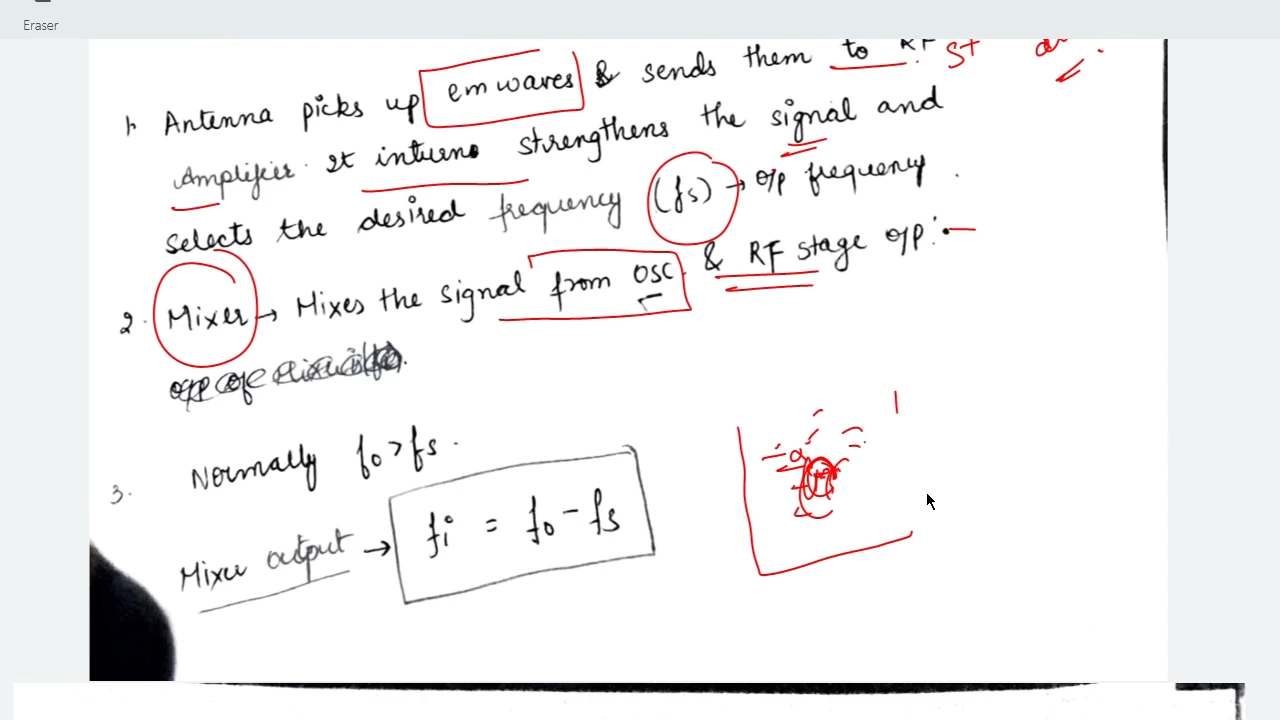 Eraser
1. Antenna picks up em waves & sends them to RF st
Amplifier. It inturns strengthens the signal and
selects the desired frequency (fs) → o/p frequency.
2. Mixer → Mixes the signal from osc. & RF stage o/p:-
3. Normally fo > fs.
Mixer output → fi = fo - fs